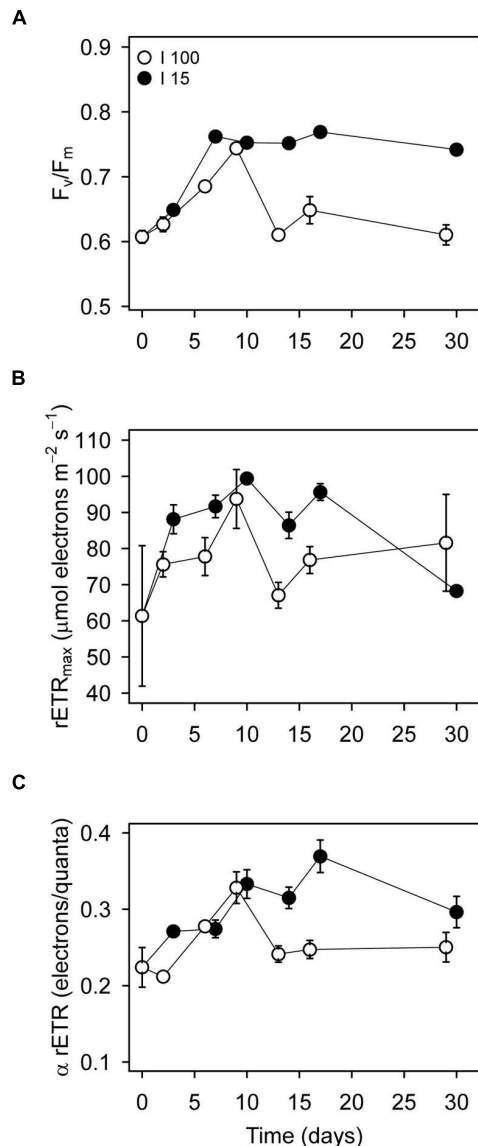 A
0.9
0.8
0.7
0.6
0.5
Fv/Fm
I 100
I 15
0 5 10 15 20 25 30
B
110
100
90
80
70
60
50
40
rETRmax (μmol electrons m⁻² s⁻¹)
0 5 10 15 20 25 30
C
0.4
0.3
0.2
0.1
α rETR (electrons/quanta)
0 5 10 15 20 25 30
Time (days)